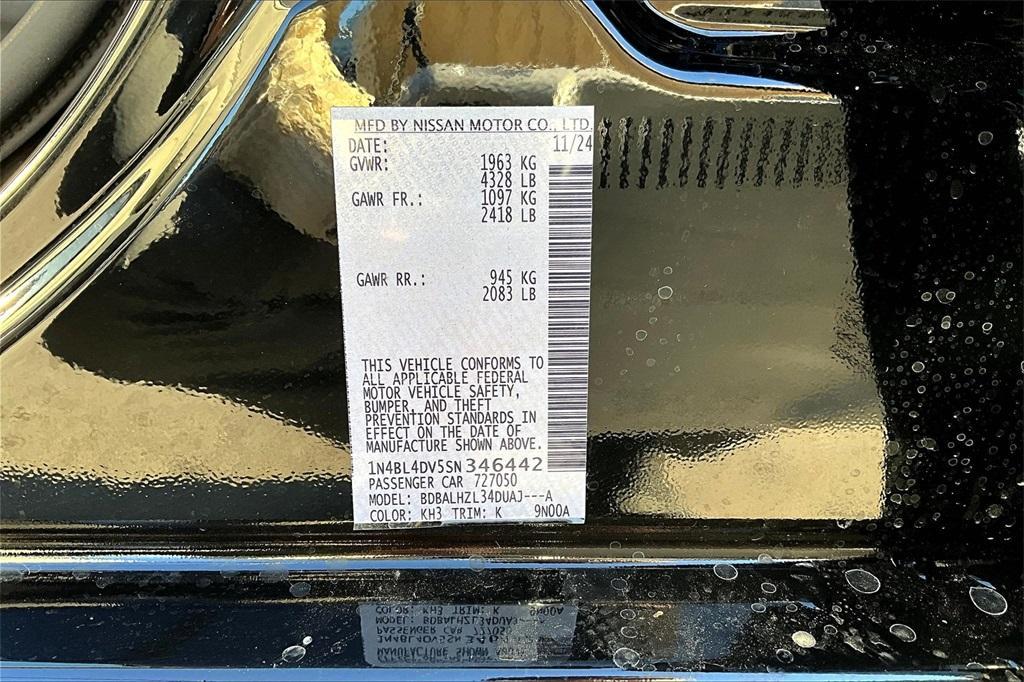 MFD BY NISSAN MOTOR CO., LTD.
DATE: 11/24
GVWR: 1963 KG
4328 LB
GAWR FR.: 1097 KG
2418 LB
GAWR RR.: 945 KG
2083 LB
THIS VEHICLE CONFORMS TO
ALL APPLICABLE FEDERAL
MOTOR VEHICLE SAFETY,
BUMPER, AND THEFT
PREVENTION STANDARDS IN
EFFECT ON THE DATE OF
MANUFACTURE SHOWN ABOVE.
1N4BL4DV5SN346442
PASSENGER CAR 727050
MODEL: BDBALHZL34DUAJ---A
COLOR: KH3 TRIM: K 9N00A